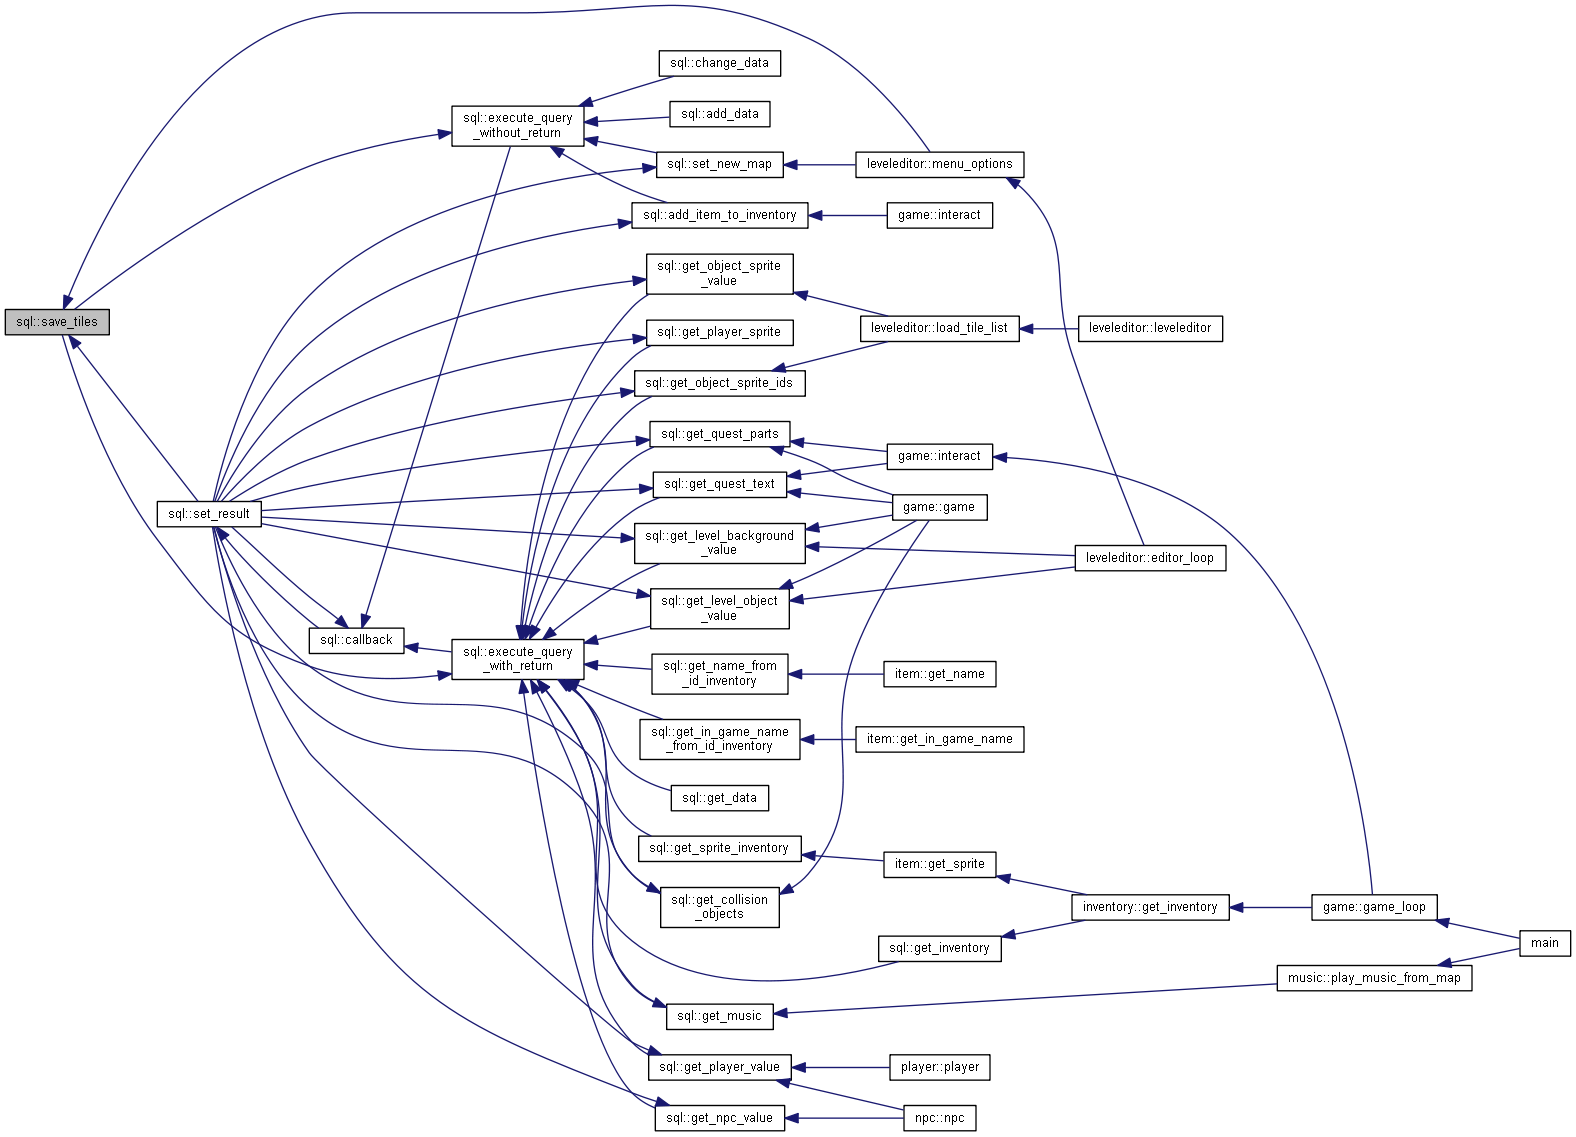 sql::change_data
sql::execute_query
_without_return
sql::add_data
sql::set_new_map
leveleditor::menu_options
sql::add_item_to_inventory
game::interact
sql::get_object_sprite
_value
sql::save_tiles
sql::get_player_sprite
leveleditor::load_tile_list
leveleditor::leveleditor
sql::get_object_sprite_ids
sql::get_quest_parts
game::interact
sql::get_quest_text
sql::set_result
game::game
sql::get_level_background
_value
leveleditor::editor_loop
sql::get_level_object
_value
sql::callback
sql::execute_query
_with_return
sql::get_name_from
_id_inventory
item::get_name
sql::get_in_game_name
_from_id_inventory
item::get_in_game_name
sql::get_data
sql::get_sprite_inventory
item::get_sprite
sql::get_collision
_objects
inventory::get_inventory
game::game_loop
sql::get_inventory
main
music::play_music_from_map
sql::get_music
sql::get_player_value
player::player
sql::get_npc_value
npc::npc